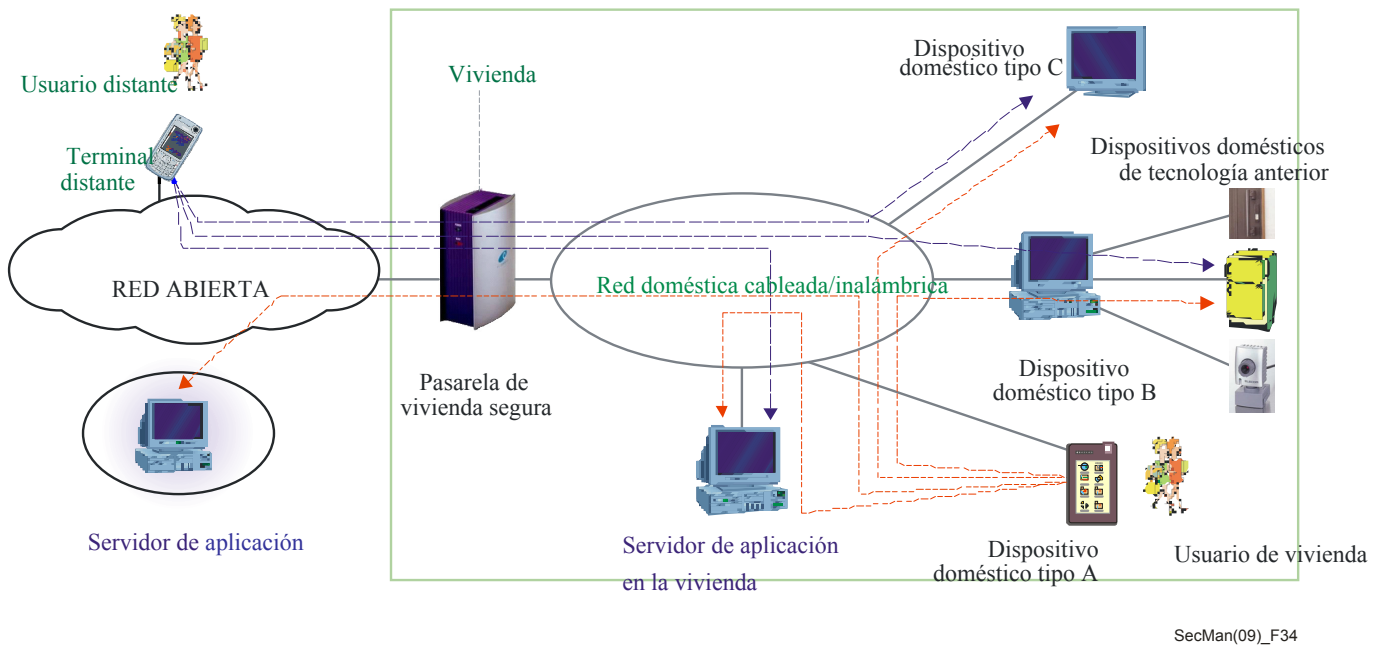 Usuario distante
Terminal
distante
RED ABIERTA
Servidor de aplicación
Vivienda
Pasarela de
vivienda segura
Red doméstica cableada/inalámbrica
Servidor de aplicación
en la vivienda
Dispositivo
doméstico tipo C
Dispositivos domésticos
de tecnología anterior
Dispositivo
doméstico tipo B
Dispositivo
doméstico tipo A
Usuario de vivienda
SecMan(09)_F34